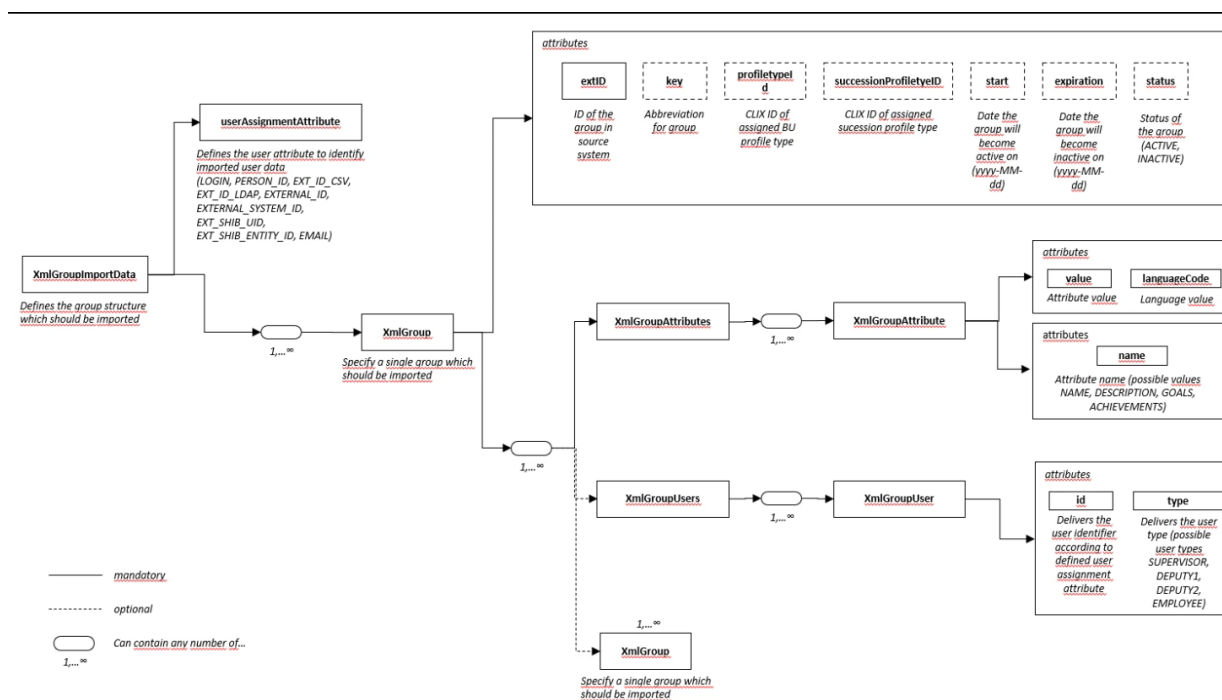 attributes
extID
key
profiletypeI
d
successionProfiletyeID
start
expiration
status
ID of the
group in
source
system
Abbreviation
for group
CLIX ID of
assigned BU
profile type
CLIX ID of assigned
sucession profile type
Date the
group will
become
active on
(yyyy-MM-
dd)
Date the
group will
become
inactive on
(yyyy-MM-
dd)
Status of
the group
(ACTIVE,
INACTIVE)
userAssignmentAttribute
Defines the user attribute to identify
imported user data
(LOGIN, PERSON_ID, EXT_ID_CSV,
EXT_ID_LDAP, EXTERNAL_ID,
EXTERNAL_SYSTEM_ID,
EXT_SHIB_UID,
EXT_SHIB_ENTITY_ID, EMAIL)
XmlGroupImportData
Defines the group structure
which should be imported
1,...∞
XmlGroup
Specify a single group which
should be imported
1,...∞
XmlGroupAttributes
1,...∞
XmlGroupAttribute
attributes
value
languageCode
Attribute value
Language value
attributes
name
Attribute name (possible values
NAME, DESCRIPTION, GOALS,
ACHIEVEMENTS)
XmlGroupUsers
1,...∞
XmlGroupUser
attributes
id
type
Delivers the
user identifier
according to
defined user
assignment
attribute
Delivers the user
type (possible
user types
SUPERVISOR,
DEPUTY1,
DEPUTY2,
EMPLOYEE)
1,...∞
XmlGroup
Specify a single group which
should be imported
mandatory
optional
Can contain any number of...
1,...∞